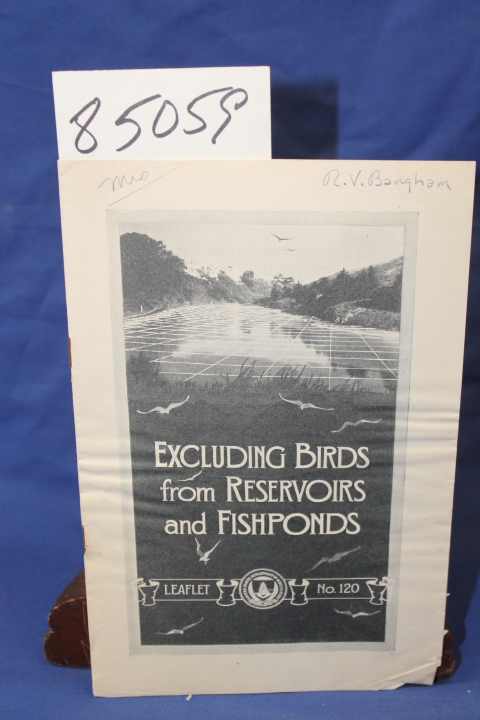 85059
R.V. Bangham
EXCLUDING BIRDS
from RESERVOIRS
and FISHPONDS
LEAFLET No. 120